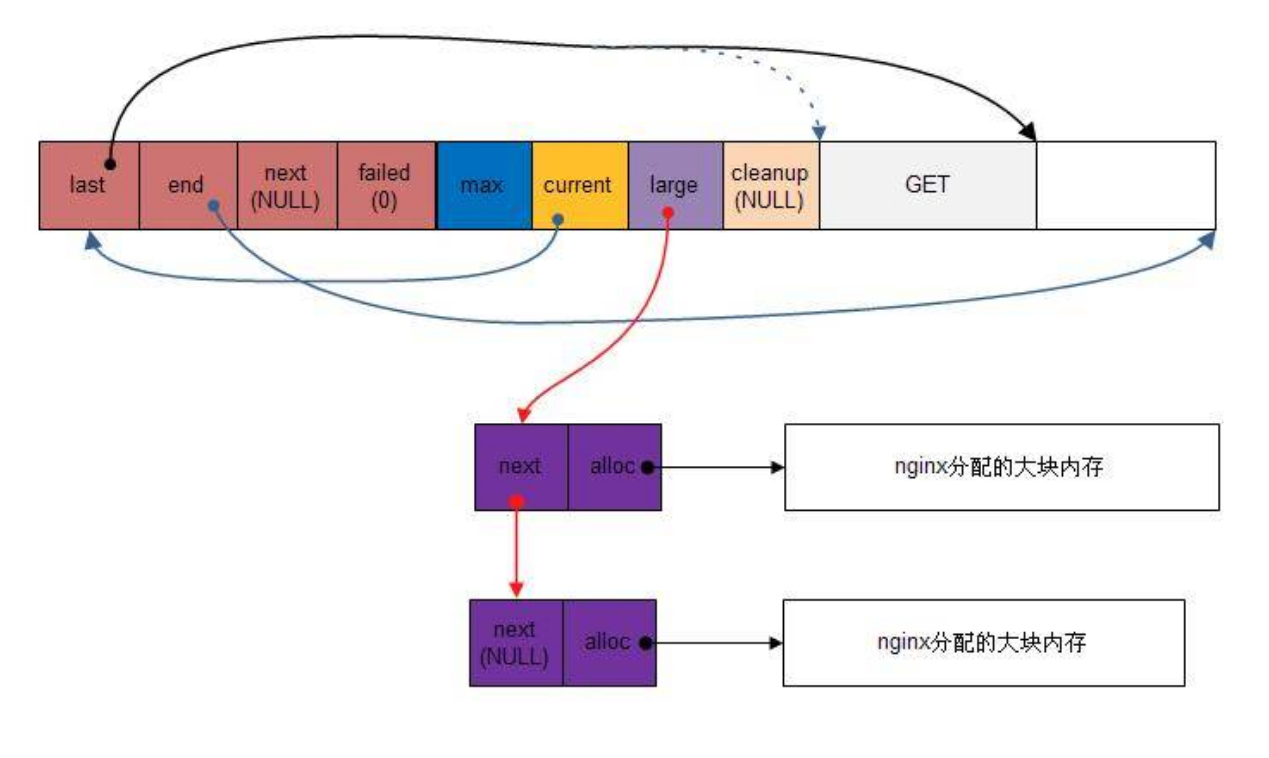 last
end
next
(NULL)
failed
(0)
max
current
large
cleanup
(NULL)
GET
next
alloc
nginx分配的大块内存
next
(NULL)
alloc
nginx分配的大块内存